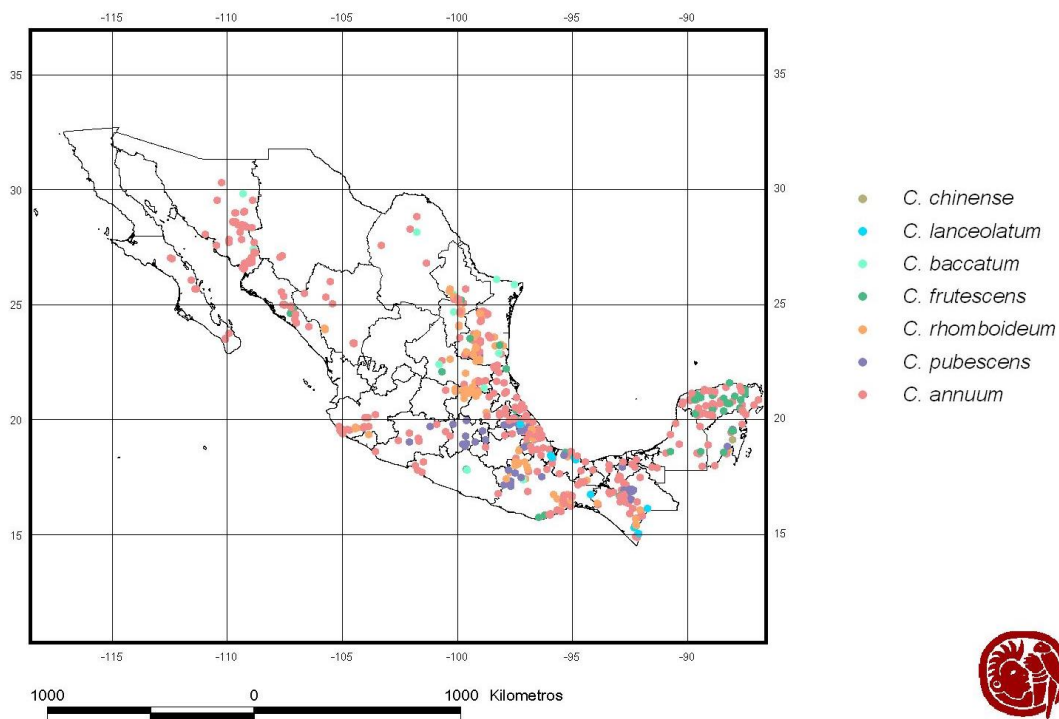 -115 -110 -105 -100 -95 -90
35 35
30 30
25 25
20 20
15 15
-115 -110 -105 -100 -95 -90
C. chinense
C. lanceolatum
C. baccatum
C. frutescens
C. rhomboideum
C. pubescens
C. annuum
1000 0 1000 Kilometros